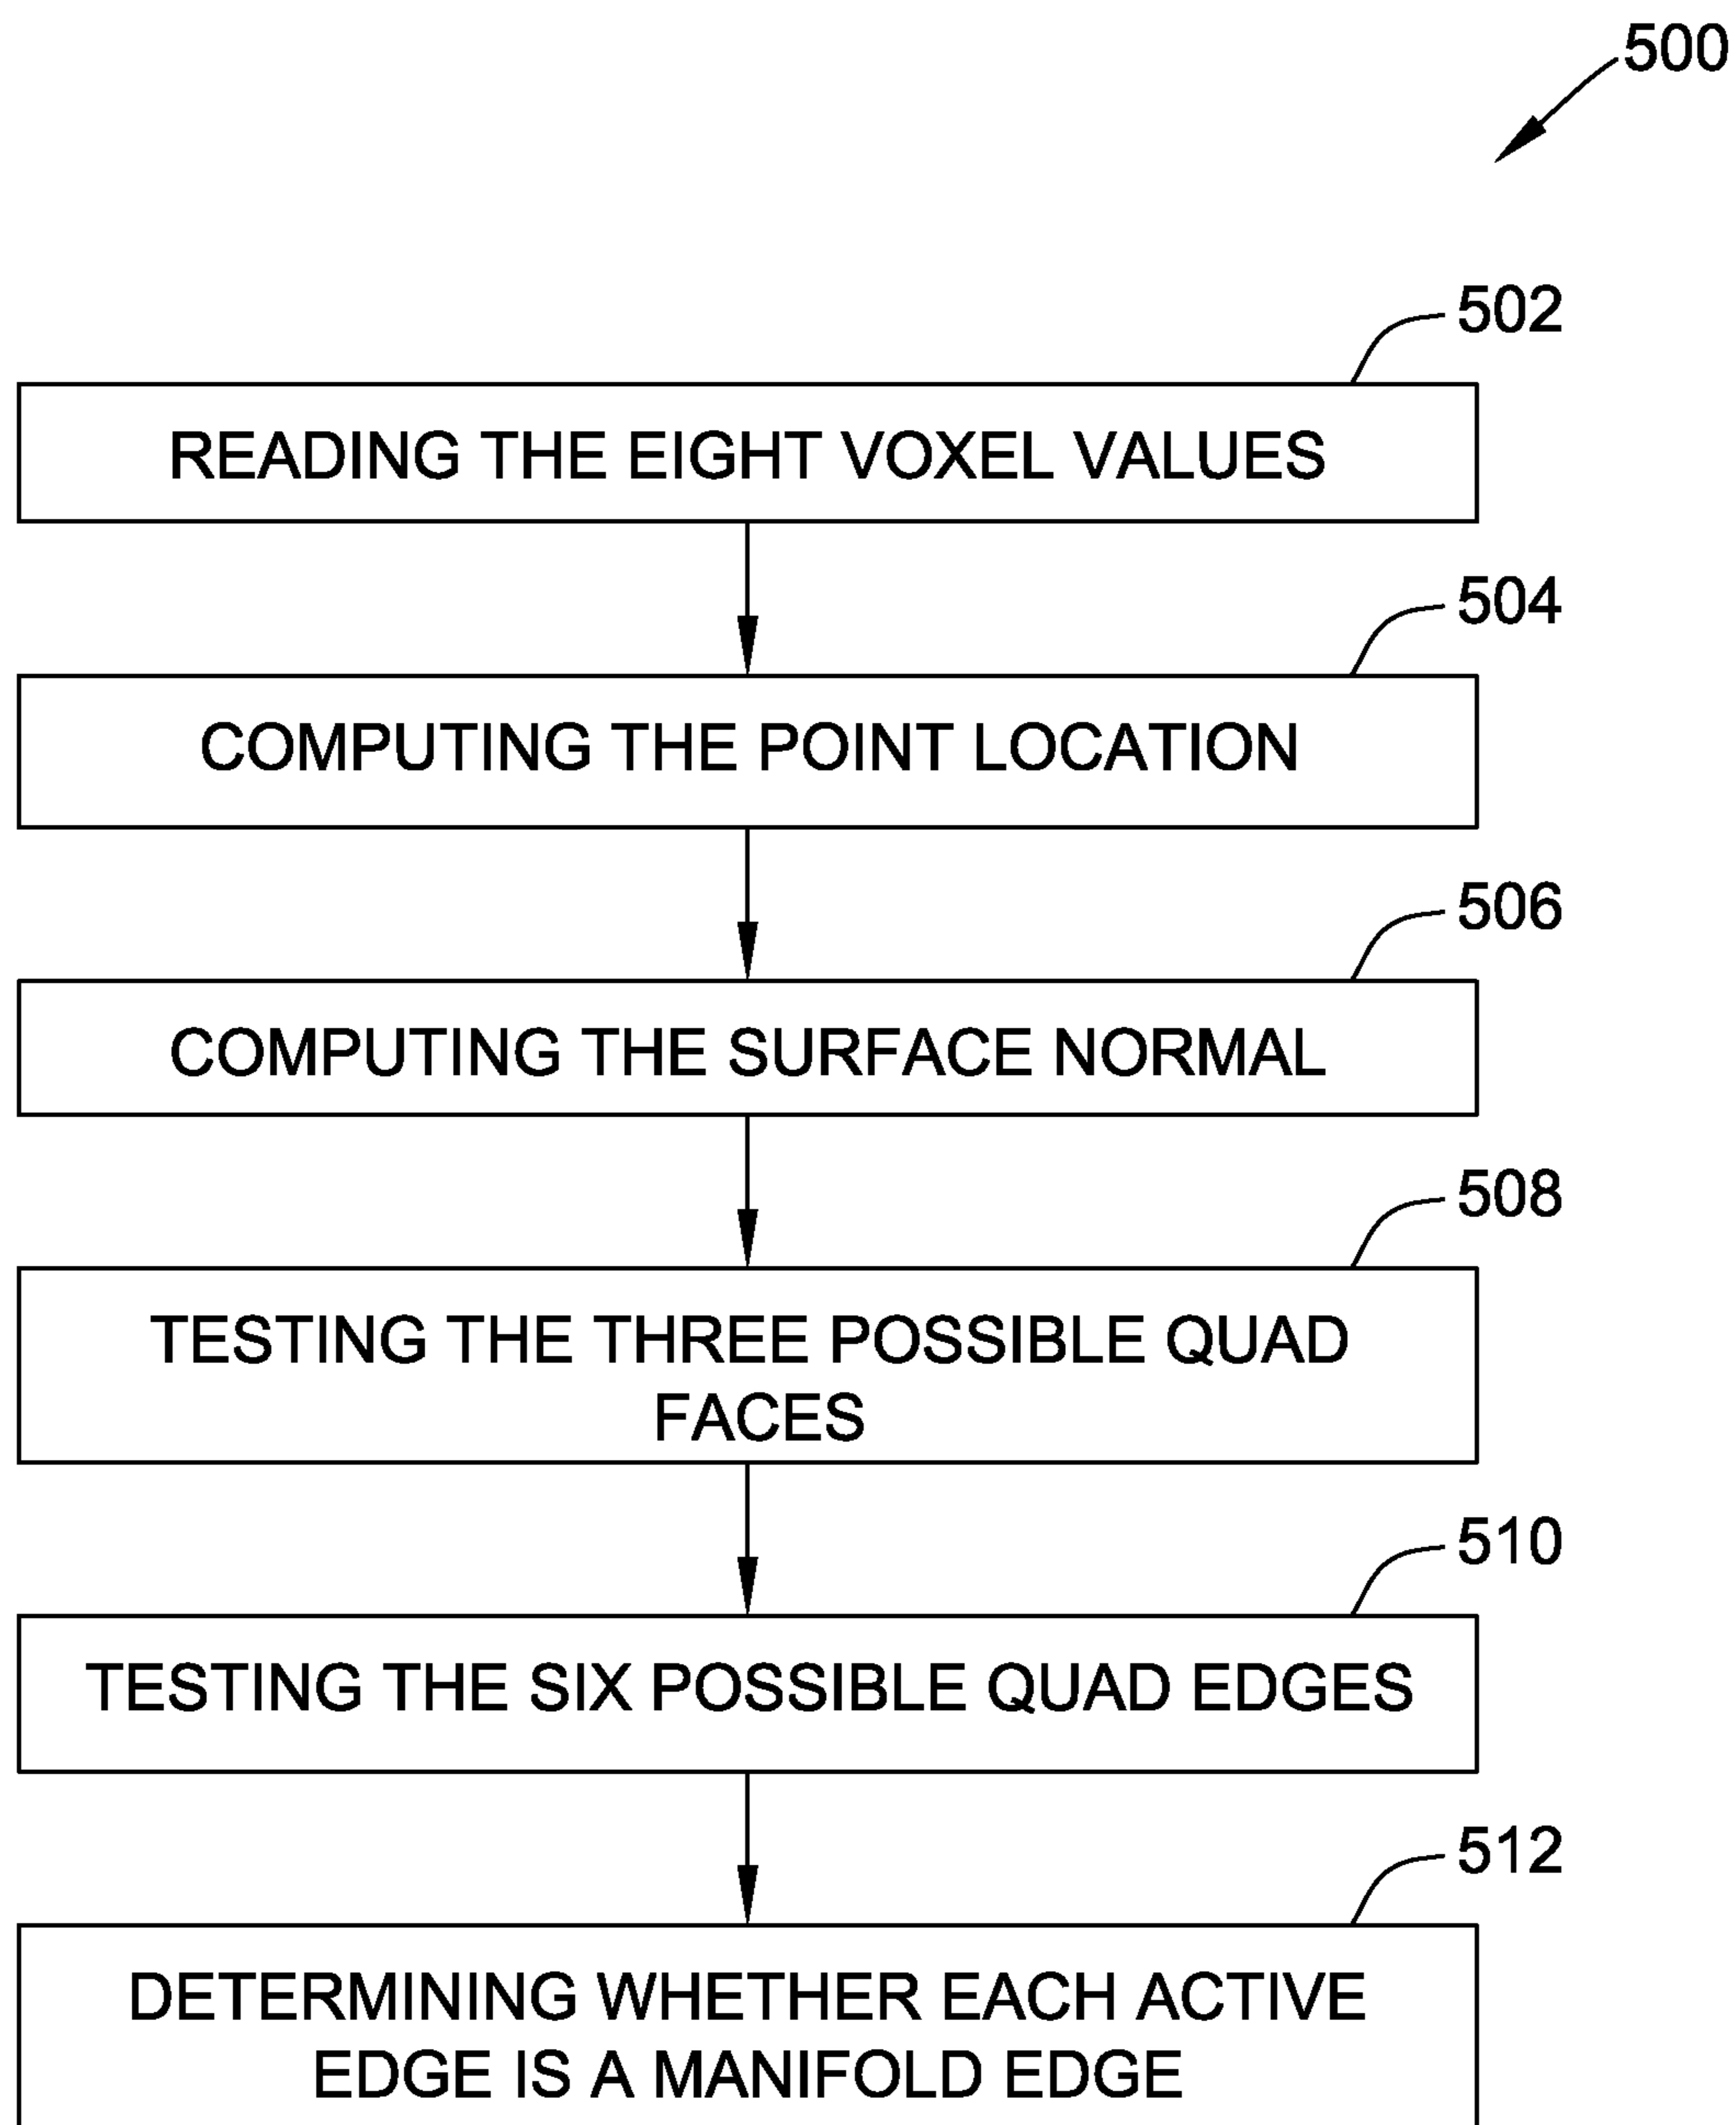 500
502
READING THE EIGHT VOXEL VALUES
504
COMPUTING THE POINT LOCATION
506
COMPUTING THE SURFACE NORMAL
508
TESTING THE THREE POSSIBLE QUAD
FACES
510
TESTING THE SIX POSSIBLE QUAD EDGES
512
DETERMINING WHETHER EACH ACTIVE
EDGE IS A MANIFOLD EDGE